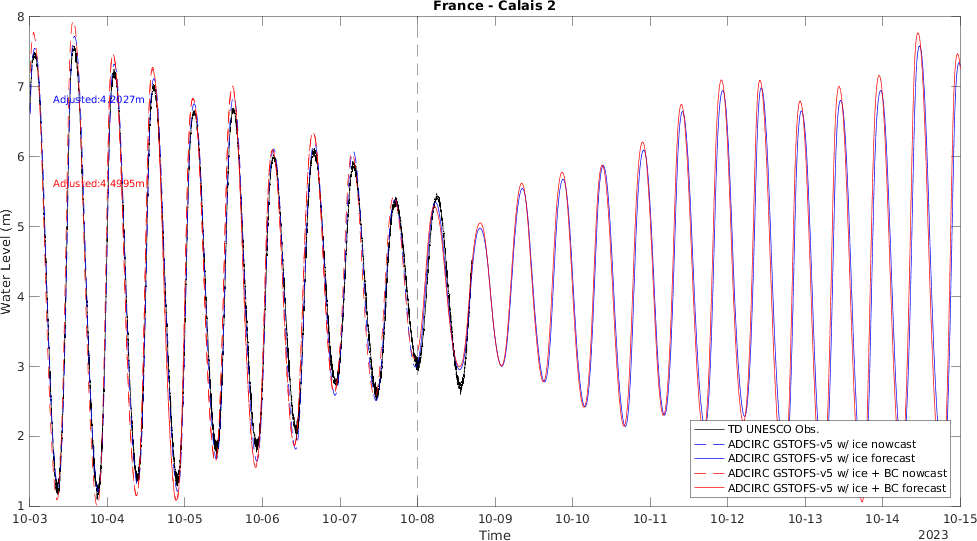 France - Calais 2
8
7
6
5
4
3
2
1
Water Level (m)
Adjusted:4.2027m
Adjusted:4.4995m
TD UNESCO Obs.
ADCIRC GSTOFS-v5 w/ ice nowcast
ADCIRC GSTOFS-v5 w/ ice forecast
ADCIRC GSTOFS-v5 w/ ice + BC nowcast
ADCIRC GSTOFS-v5 w/ ice + BC forecast
10-03 10-04 10-05 10-06 10-07 10-08 10-09 10-10 10-11 10-12 10-13 10-14 10-15
Time
2023